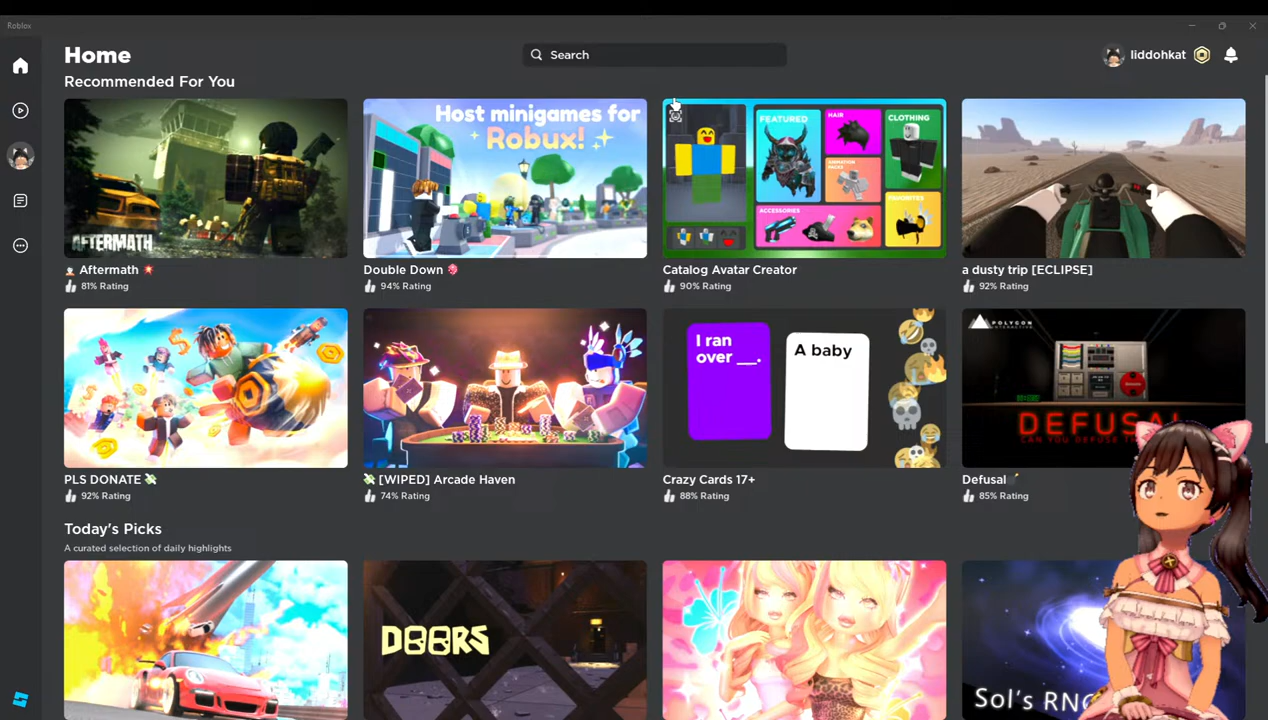 Roblox
Home
Search
liddohkat
Recommended For You
AFTERMATH
Host minigames for
Robux!
FEATURED
HAIR
CLOTHING
ANIMATION
PACKS
ACCESSORIES
FAVORITES
Aftermath
81% Rating
Double Down
94% Rating
Catalog Avatar Creator
90% Rating
a dusty trip [ECLIPSE]
92% Rating
I ran
over __.
A baby
POLYCON
DEFUSAL
PLS DONATE
92% Rating
[WIPED] Arcade Haven
74% Rating
Crazy Cards 17+
88% Rating
Defusal
85% Rating
Today's Picks
A curated selection of daily highlights
DOORS
Sol's RNG